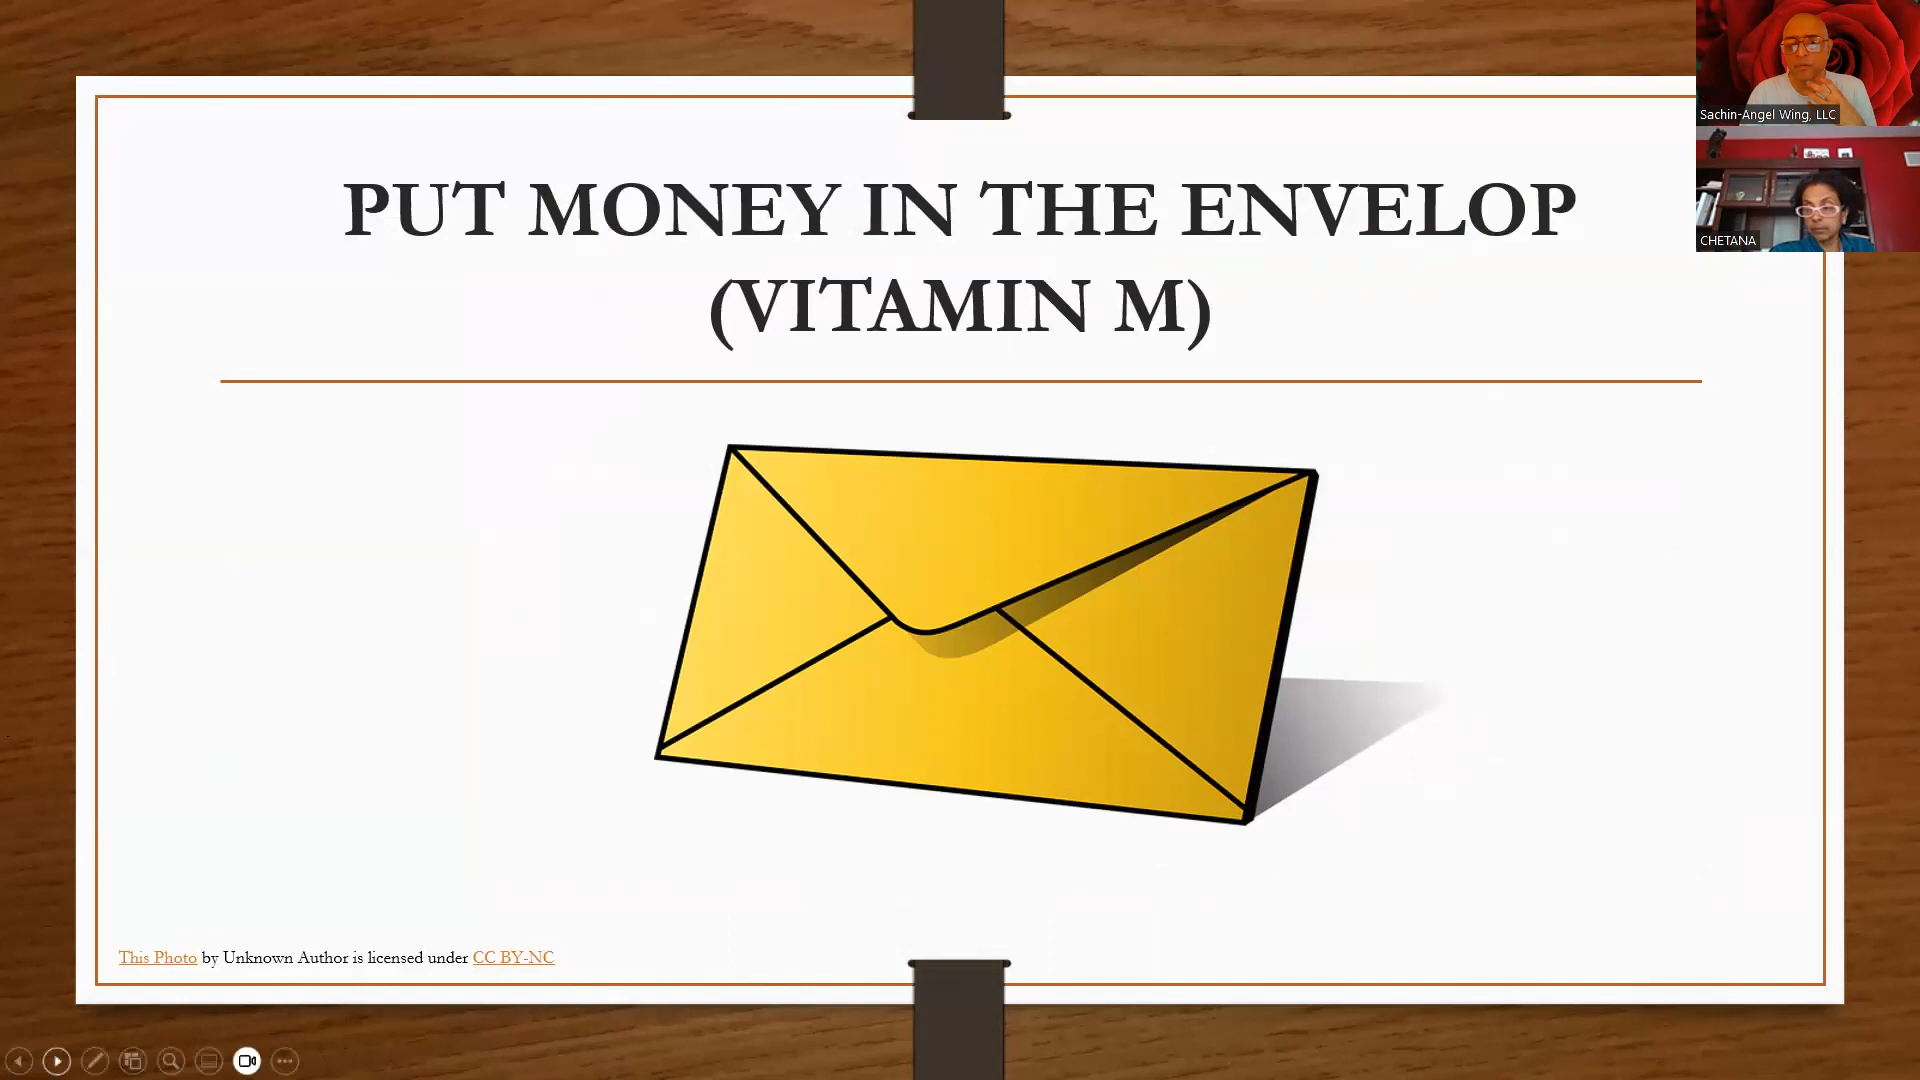 PUT MONEY IN THE ENVELOP
(VITAMIN M)
Sachin-Angel Wing, LLC
CHETANA
This Photo by Unknown Author is licensed under CC BY-NC